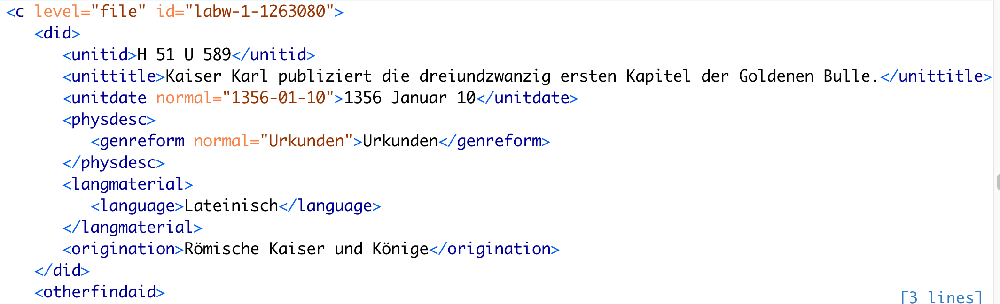 <c level="file" id="labw-1-1263080">
<did>
<unitid>H 51 U 589</unitid>
<unittitle>Kaiser Karl publiziert die dreiundzwanzig ersten Kapitel der Goldenen Bulle.</unittitle>
<unitdate normal="1356-01-10">1356 Januar 10</unitdate>
<physdesc>
<genreform normal="Urkunden">Urkunden</genreform>
</physdesc>
<langmaterial>
<language>Lateinisch</language>
</langmaterial>
<origination>Römische Kaiser und Könige</origination>
</did>
<otherfindaid>
[3 lines]